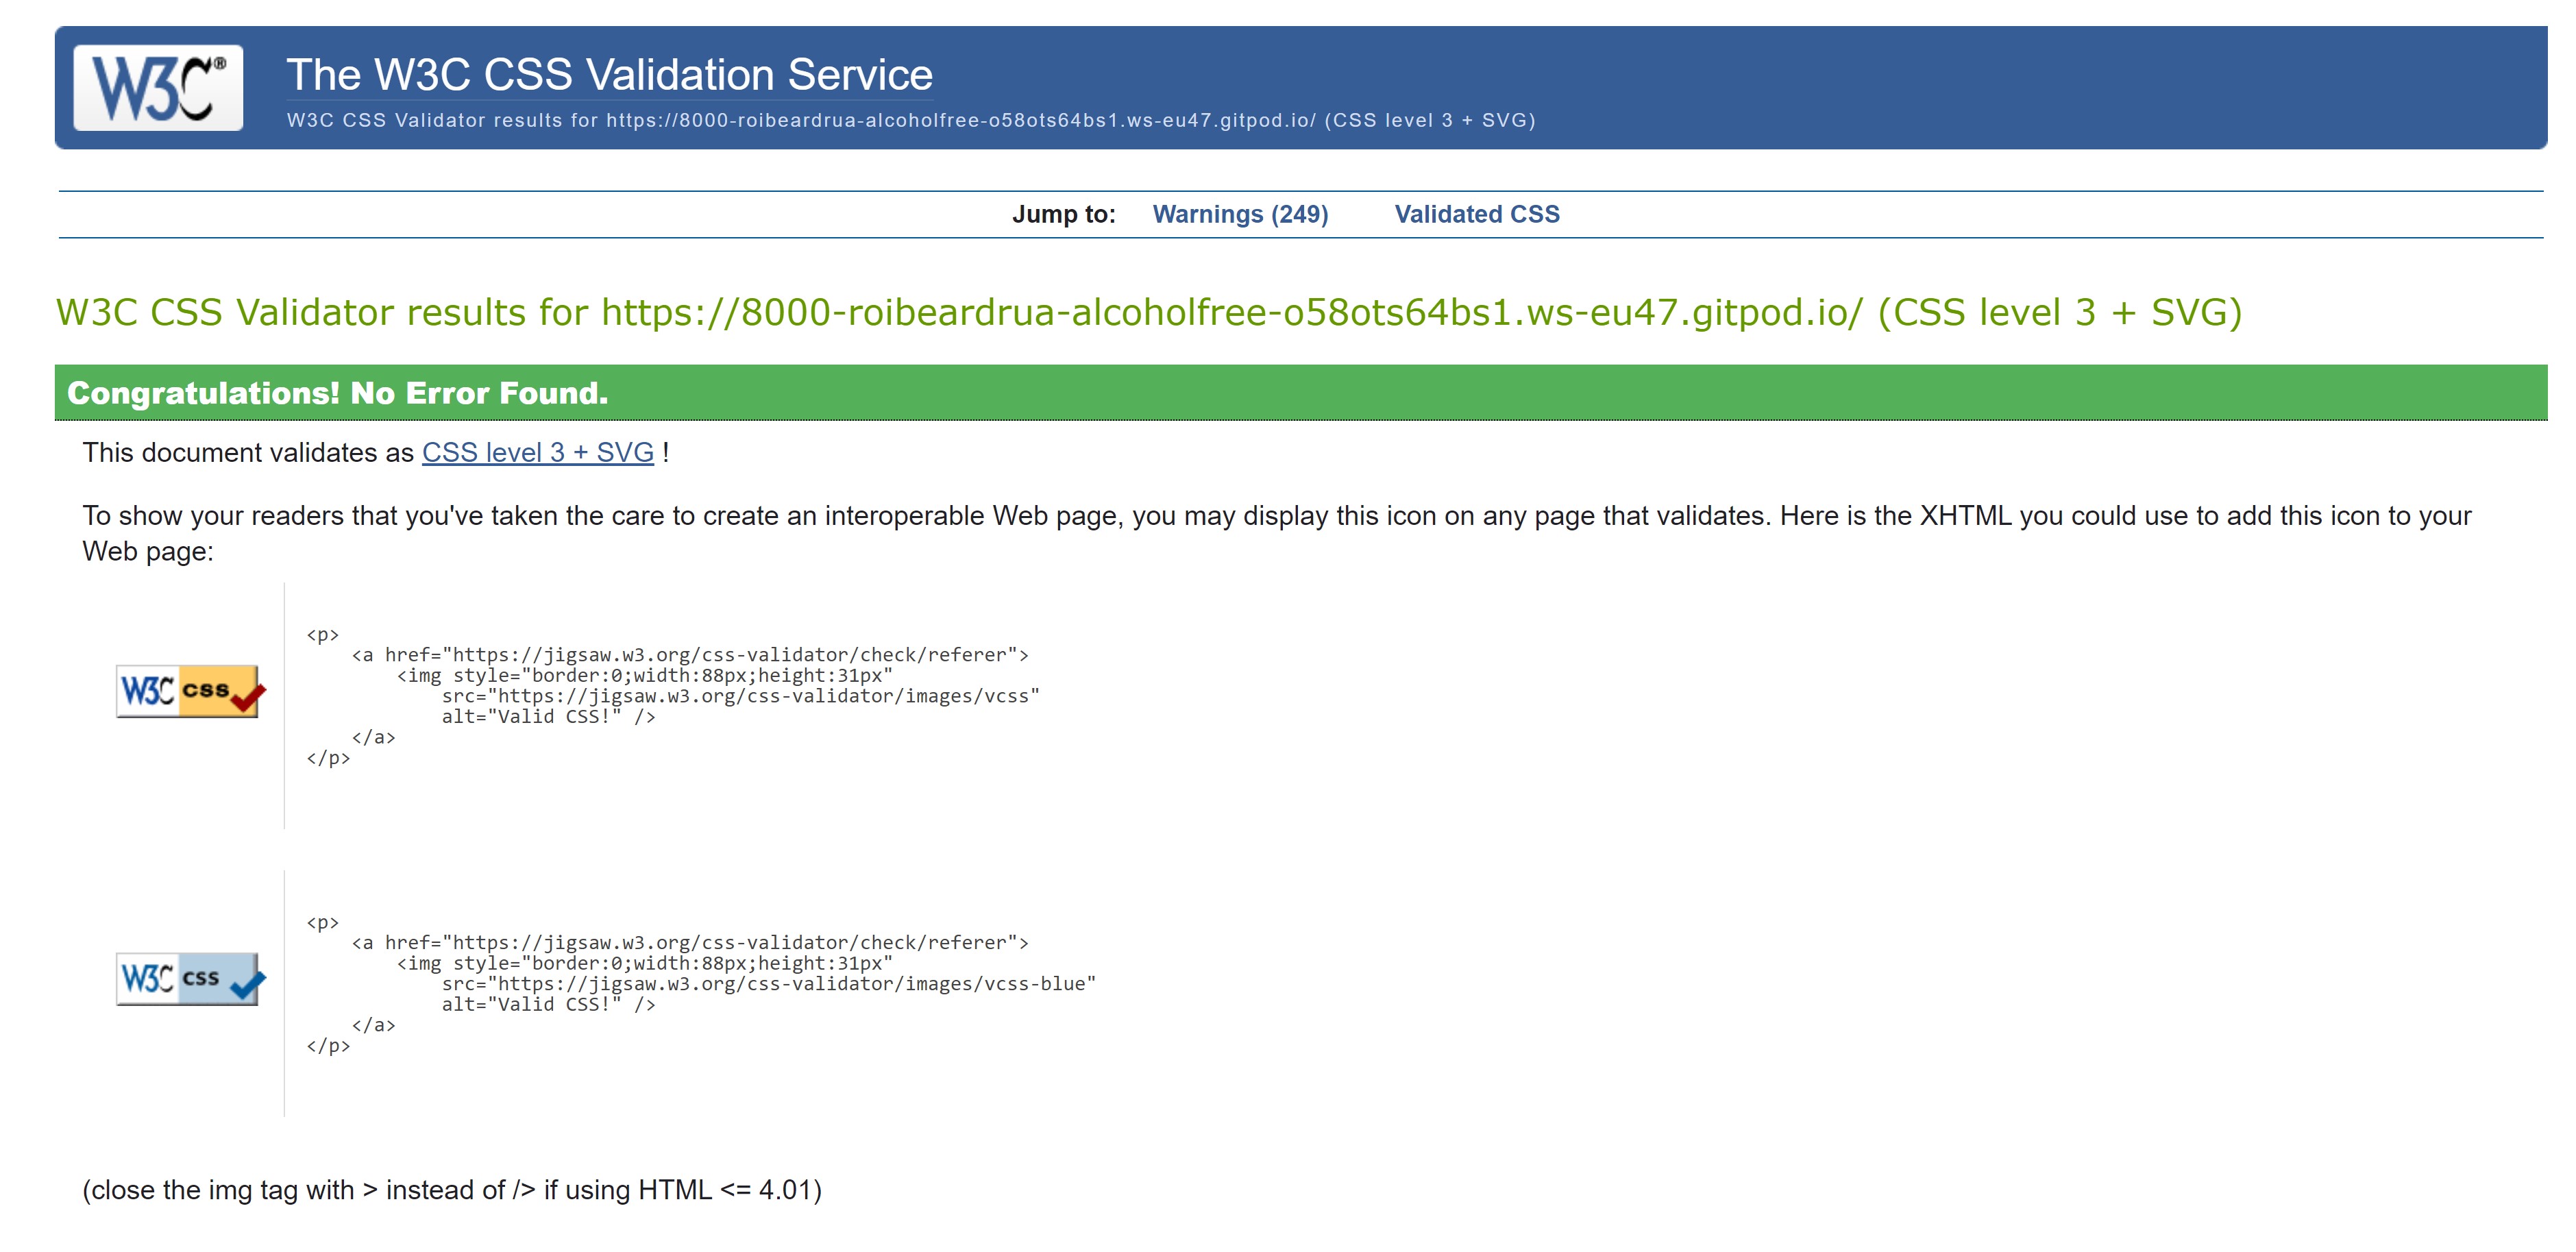 W3C®
The W3C CSS Validation Service
W3C CSS Validator results for https://8000-roibeardrua-alcoholfree-o58ots64bs1.ws-eu47.gitpod.io/ (CSS level 3 + SVG)
Jump to: Warnings (249) Validated CSS
W3C CSS Validator results for https://8000-roibeardrua-alcoholfree-o58ots64bs1.ws-eu47.gitpod.io/ (CSS level 3 + SVG)
Congratulations! No Error Found.
This document validates as CSS level 3 + SVG !
To show your readers that you've taken the care to create an interoperable Web page, you may display this icon on any page that validates. Here is the XHTML you could use to add this icon to your
Web page:
W3C css
<p>
<a href="https://jigsaw.w3.org/css-validator/check/referer">
<img style="border:0;width:88px;height:31px"
src="https://jigsaw.w3.org/css-validator/images/vcss"
alt="Valid CSS!" />
</a>
</p>
W3C css
<p>
<a href="https://jigsaw.w3.org/css-validator/check/referer">
<img style="border:0;width:88px;height:31px"
src="https://jigsaw.w3.org/css-validator/images/vcss-blue"
alt="Valid CSS!" />
</a>
</p>
(close the img tag with > instead of /> if using HTML <= 4.01)